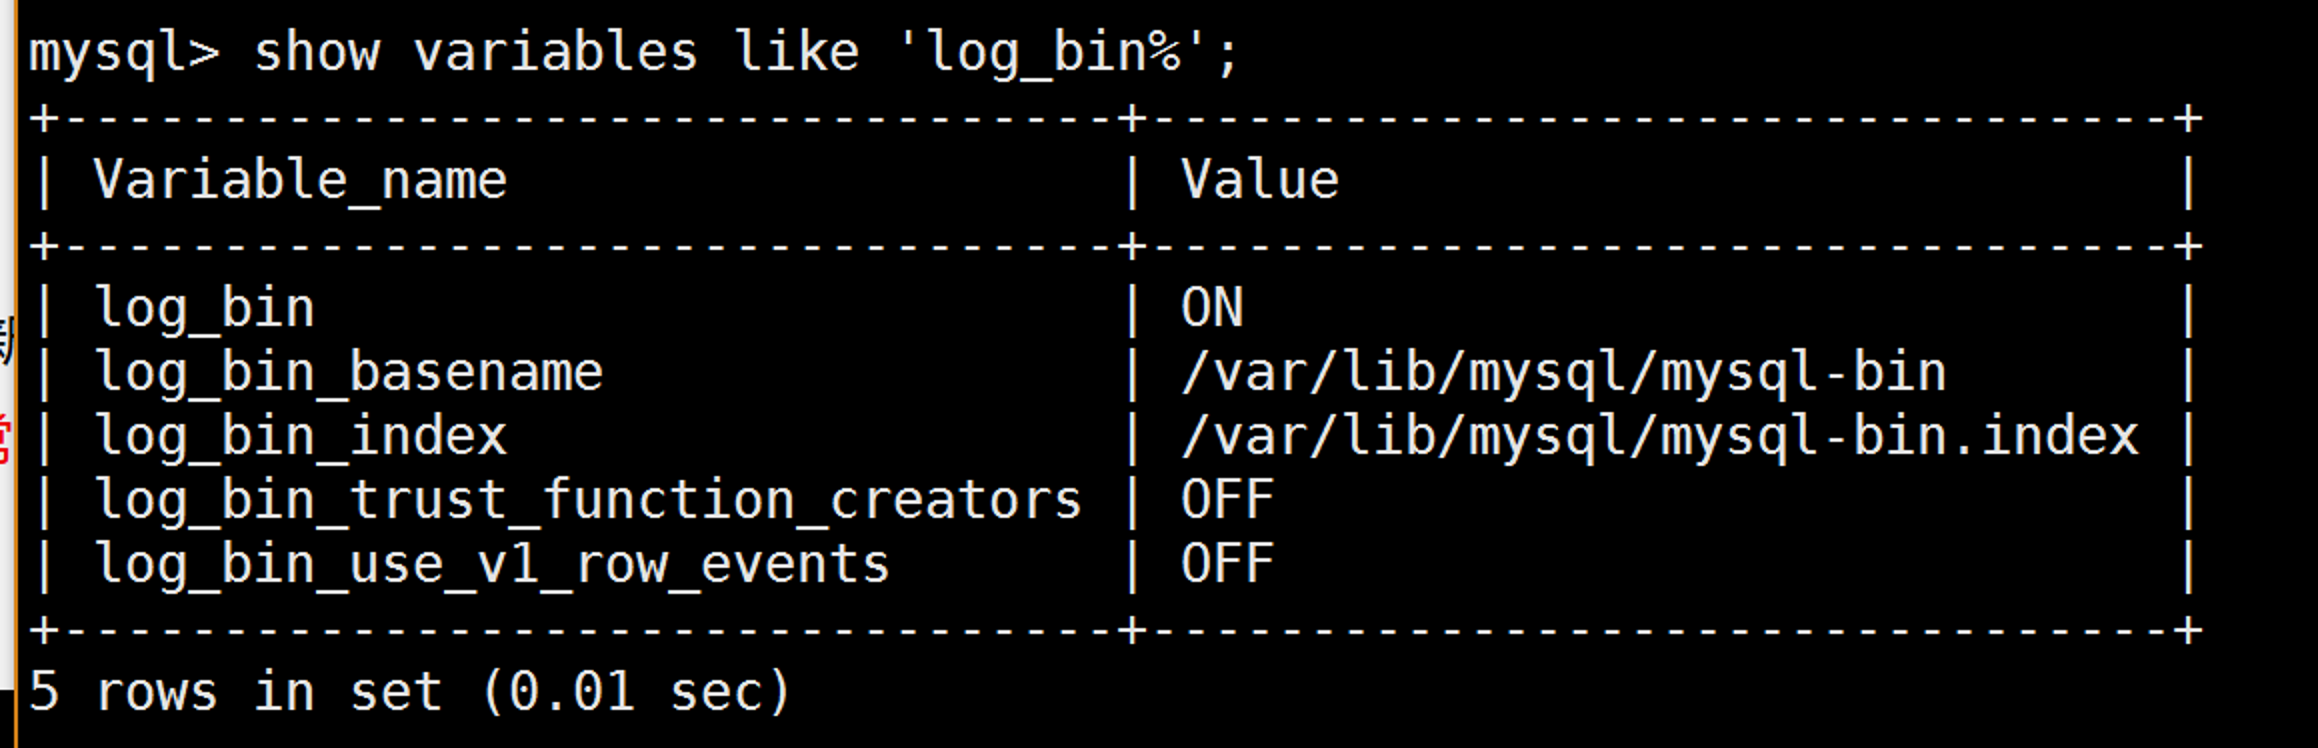 mysql> show variables like 'log_bin%';
+---------------------------------+--------------------------------+
| Variable_name                   | Value                          |
+---------------------------------+--------------------------------+
| log_bin                         | ON                             |
| log_bin_basename                | /var/lib/mysql/mysql-bin       |
| log_bin_index                   | /var/lib/mysql/mysql-bin.index |
| log_bin_trust_function_creators | OFF                            |
| log_bin_use_v1_row_events       | OFF                            |
+---------------------------------+--------------------------------+
5 rows in set (0.01 sec)